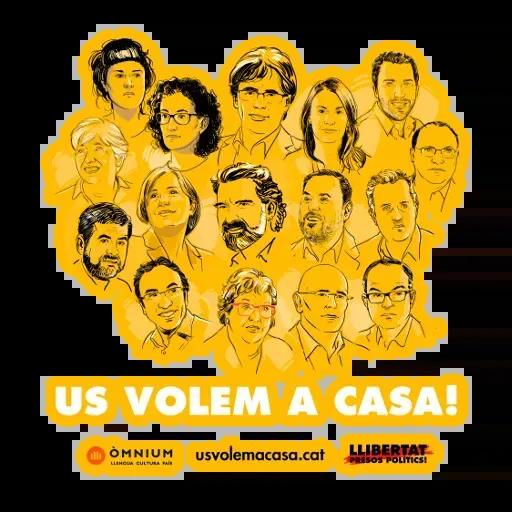 US VOLEM A CASA!
ÒMNIUM
LLENGUA CULTURA PAÍS
usvolemacasa.cat
LLIBERTAT
PRESOS POLÍTICS!